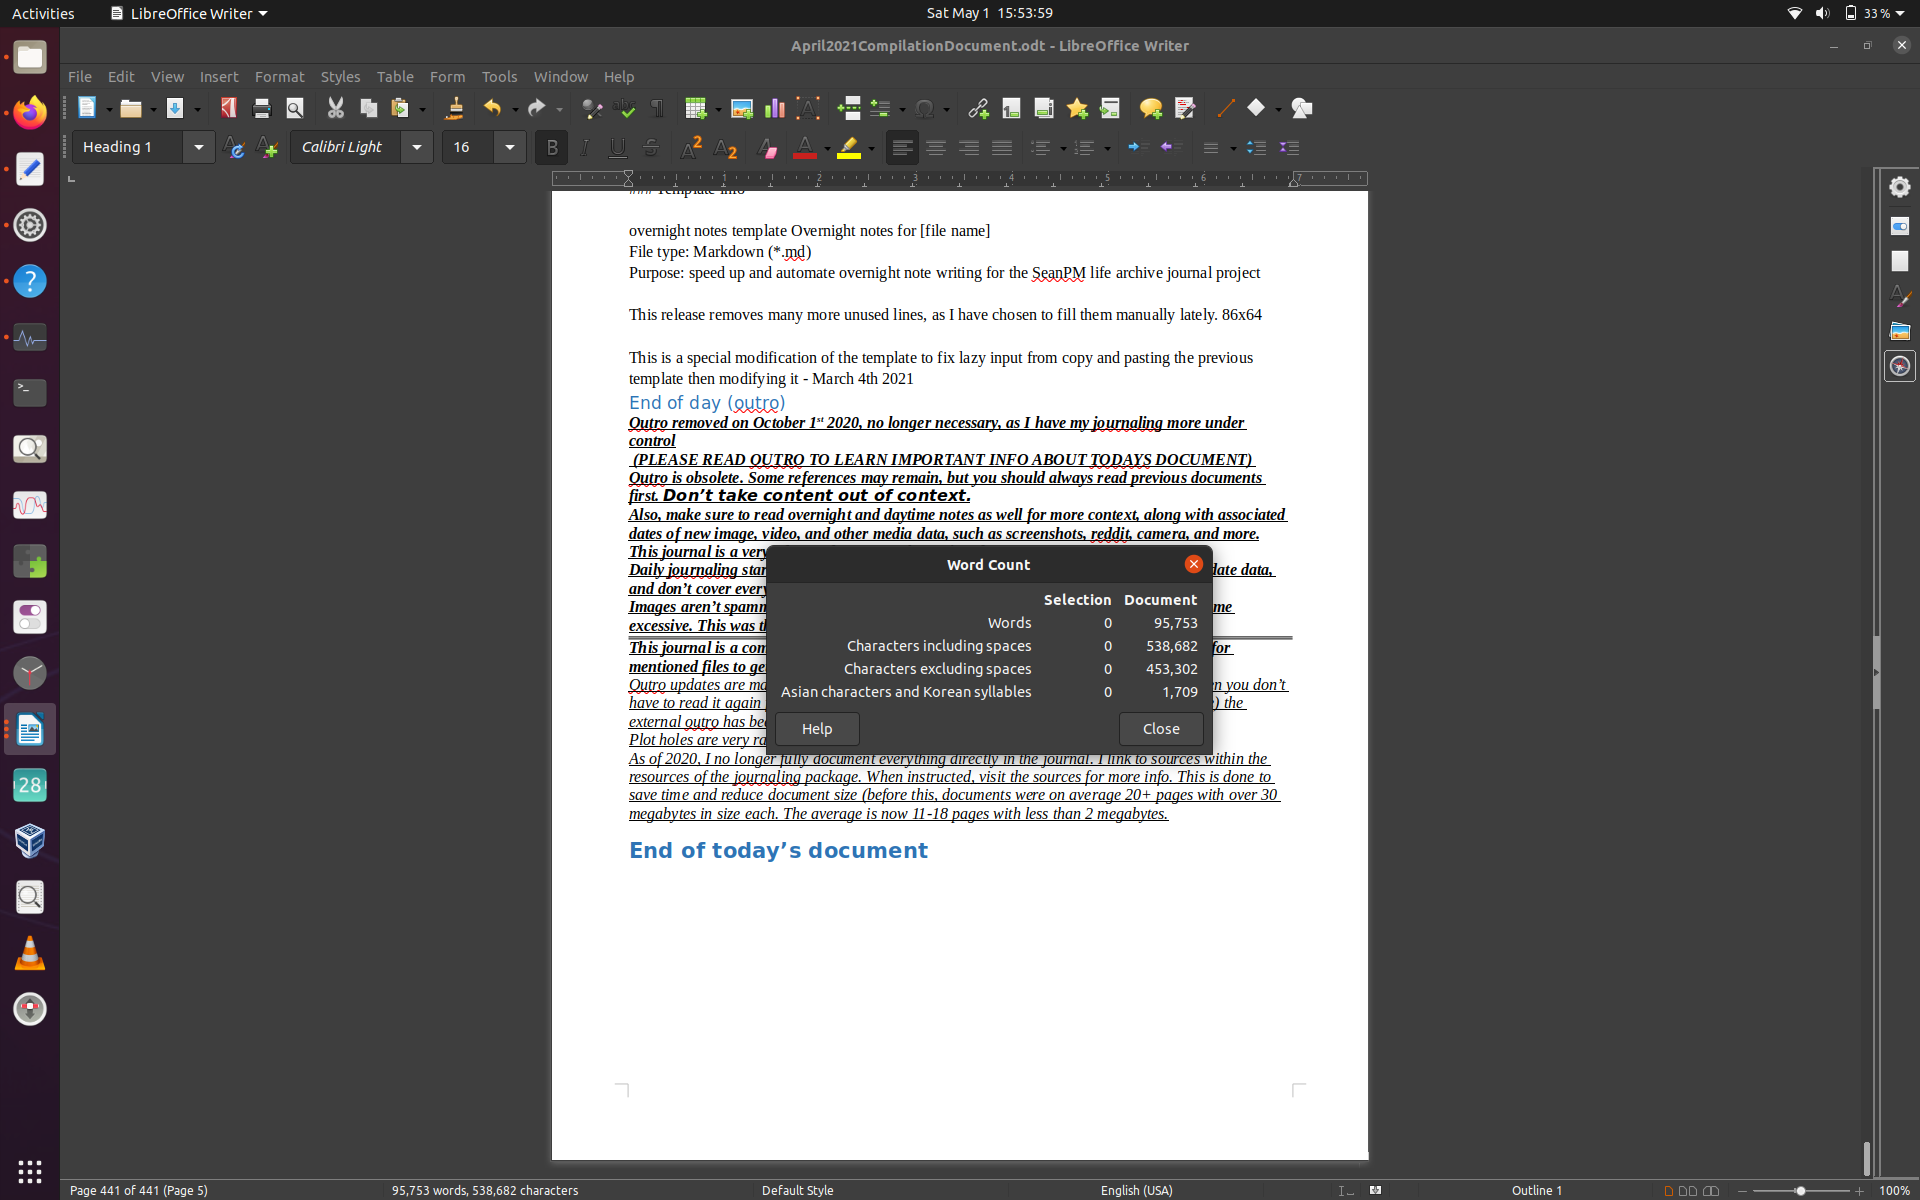 Activities
LibreOffice Writer
Sat May 1 15:53:59
33 %
April2021CompilationDocument.odt - LibreOffice Writer
File Edit View Insert Format Styles Table Form Tools Window Help
Heading 1
Calibri Light
16
1 2 3 4 5 6 7
overnight notes template Overnight notes for [file name]
File type: Markdown (*.md)
Purpose: speed up and automate overnight note writing for the SeanPM life archive journal project
This release removes many more unused lines, as I have chosen to fill them manually lately. 86x64
This is a special modification of the template to fix lazy input from copy and pasting the previous
template then modifying it - March 4th 2021
End of day (outro)
Outro removed on October 1st 2020, no longer necessary, as I have my journaling more under
control
(PLEASE READ OUTRO TO LEARN IMPORTANT INFO ABOUT TODAYS DOCUMENT)
Outro is obsolete. Some references may remain, but you should always read previous documents
first. Don’t take content out of context.
Also, make sure to read overnight and daytime notes as well for more context, along with associated
dates of new image, video, and other media data, such as screenshots, reddit, camera, and more.
This journal is a very
Daily journaling star date data,
and don’t cover every
Images aren’t spamm me
excessive. This was th
This journal is a com for
mentioned files to ge
Outro updates are ma n you don’t
have to read it again ) the
external outro has bee
Plot holes are very ra
As of 2020, I no longer fully document everything directly in the journal. I link to sources within the
resources of the journaling package. When instructed, visit the sources for more info. This is done to
save time and reduce document size (before this, documents were on average 20+ pages with over 30
megabytes in size each. The average is now 11-18 pages with less than 2 megabytes.
End of today’s document
Word Count
Selection Document
Words 0 95,753
Characters including spaces 0 538,682
Characters excluding spaces 0 453,302
Asian characters and Korean syllables 0 1,709
Help Close
28
Page 441 of 441 (Page 5)
95,753 words, 538,682 characters
Default Style
English (USA)
Outline 1
100%